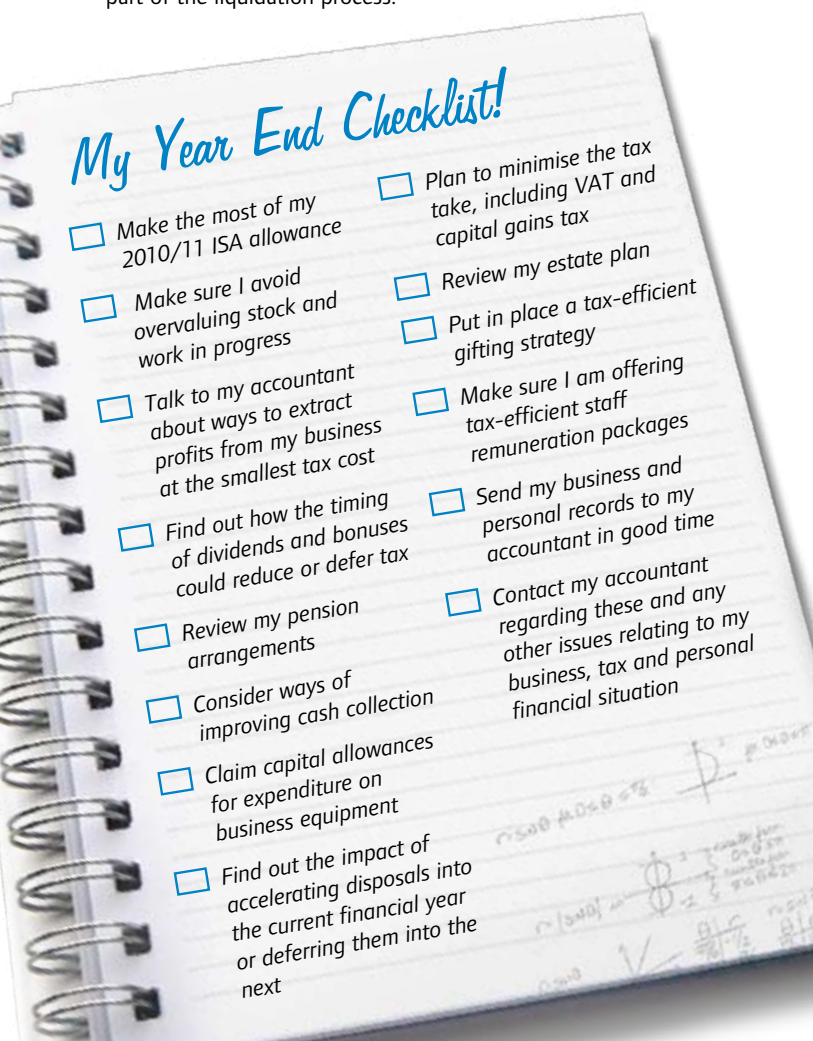 part of the liquidation process.
My Year End Checklist!
Make the most of my
2010/11 ISA allowance
Make sure I avoid
overvaluing stock and
work in progress
Talk to my accountant
about ways to extract
profits from my business
at the smallest tax cost
Find out how the timing
of dividends and bonuses
could reduce or defer tax
Review my pension
arrangements
Consider ways of
improving cash collection
Claim capital allowances
for expenditure on
business equipment
Find out the impact of
accelerating disposals into
the current financial year
or deferring them into the
next
Plan to minimise the tax
take, including VAT and
capital gains tax
Review my estate plan
Put in place a tax-efficient
gifting strategy
Make sure I am offering
tax-efficient staff
remuneration packages
Send my business and
personal records to my
accountant in good time
Contact my accountant
regarding these and any
other issues relating to my
business, tax and personal
financial situation